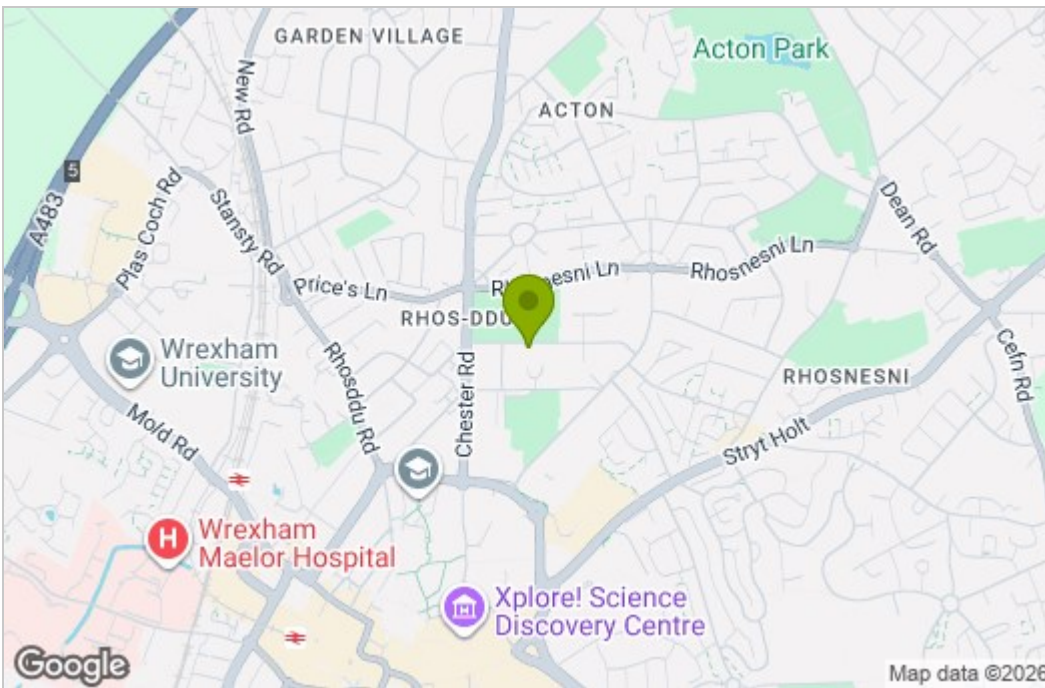 GARDEN VILLAGE
Acton Park
ACTON
New Rd
5
A483
Plas Coch Rd
Stansty Rd
Dean Rd
Rhosnesni Ln
Price's Ln
RHOS-DDU
Wrexham
University
Rhosddu Rd
Chester Rd
RHOSNESNI
Cefn Rd
Mold Rd
Stryt Holt
H
Wrexham
Maelor Hospital
Xplore! Science
Discovery Centre
Google
Map data ©2026